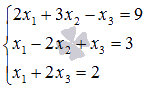 2x₁ + 3x₂ − x₃ = 9
x₁ − 2x₂ + x₃ = 3
x₁ + 2x₃ = 2